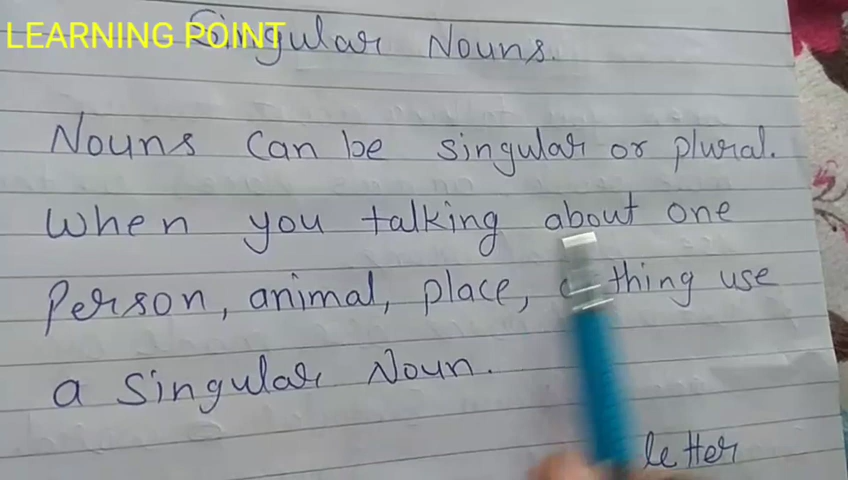 LEARNING POINT
Singular Nouns.
Nouns can be singular or plural.
When you talking about one
Person, animal, place, thing use
a singular Noun.
letter